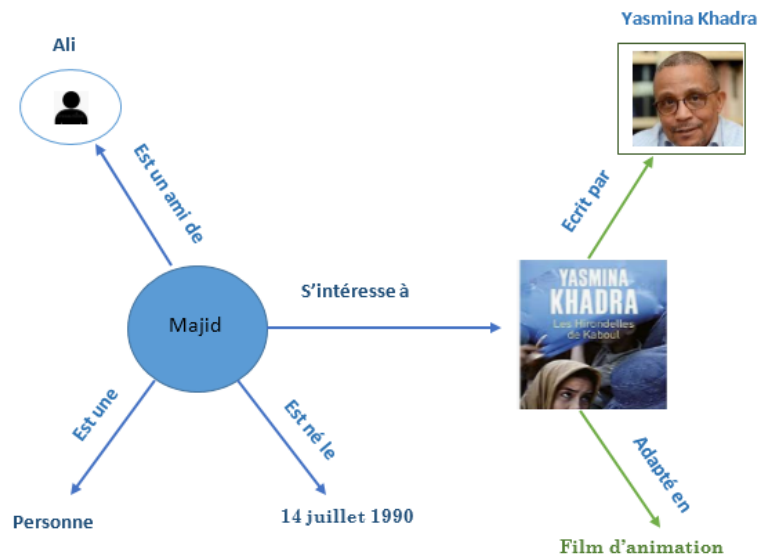 Yasmina Khadra
Ali
Est un ami de
Ecrit par
Majid
S'intéresse à
YASMINA
KHADRA
Les Hirondelles
de Kaboul
Est une
Est né le
Adapté en
Personne
14 juillet 1990
Film d'animation